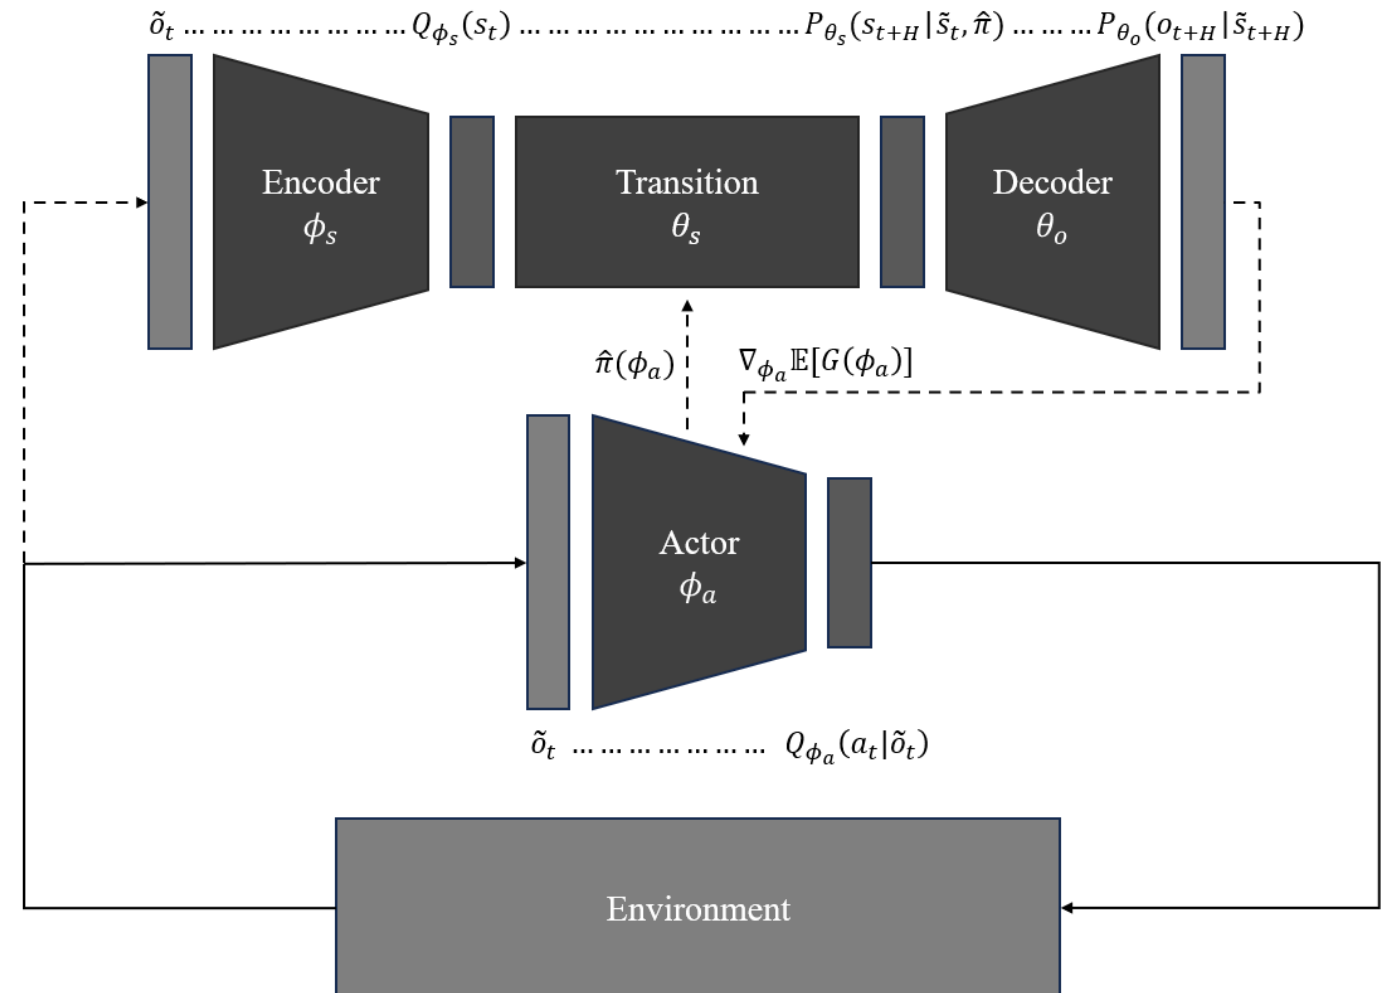 õ_t … … … … … … … … Q_{ϕ_s}(s_t) … … … … … … … … … … P_{θ_s}(s_{t+H}|s̃_t, π̂) … … … P_{θ_o}(o_{t+H}|s̃_{t+H})
Encoder
ϕ_s
Transition
θ_s
Decoder
θ_o
π̂(ϕ_a)
∇_{ϕ_a}𝔼[G(ϕ_a)]
Actor
ϕ_a
õ_t … … … … … … … Q_{ϕ_a}(a_t|õ_t)
Environment